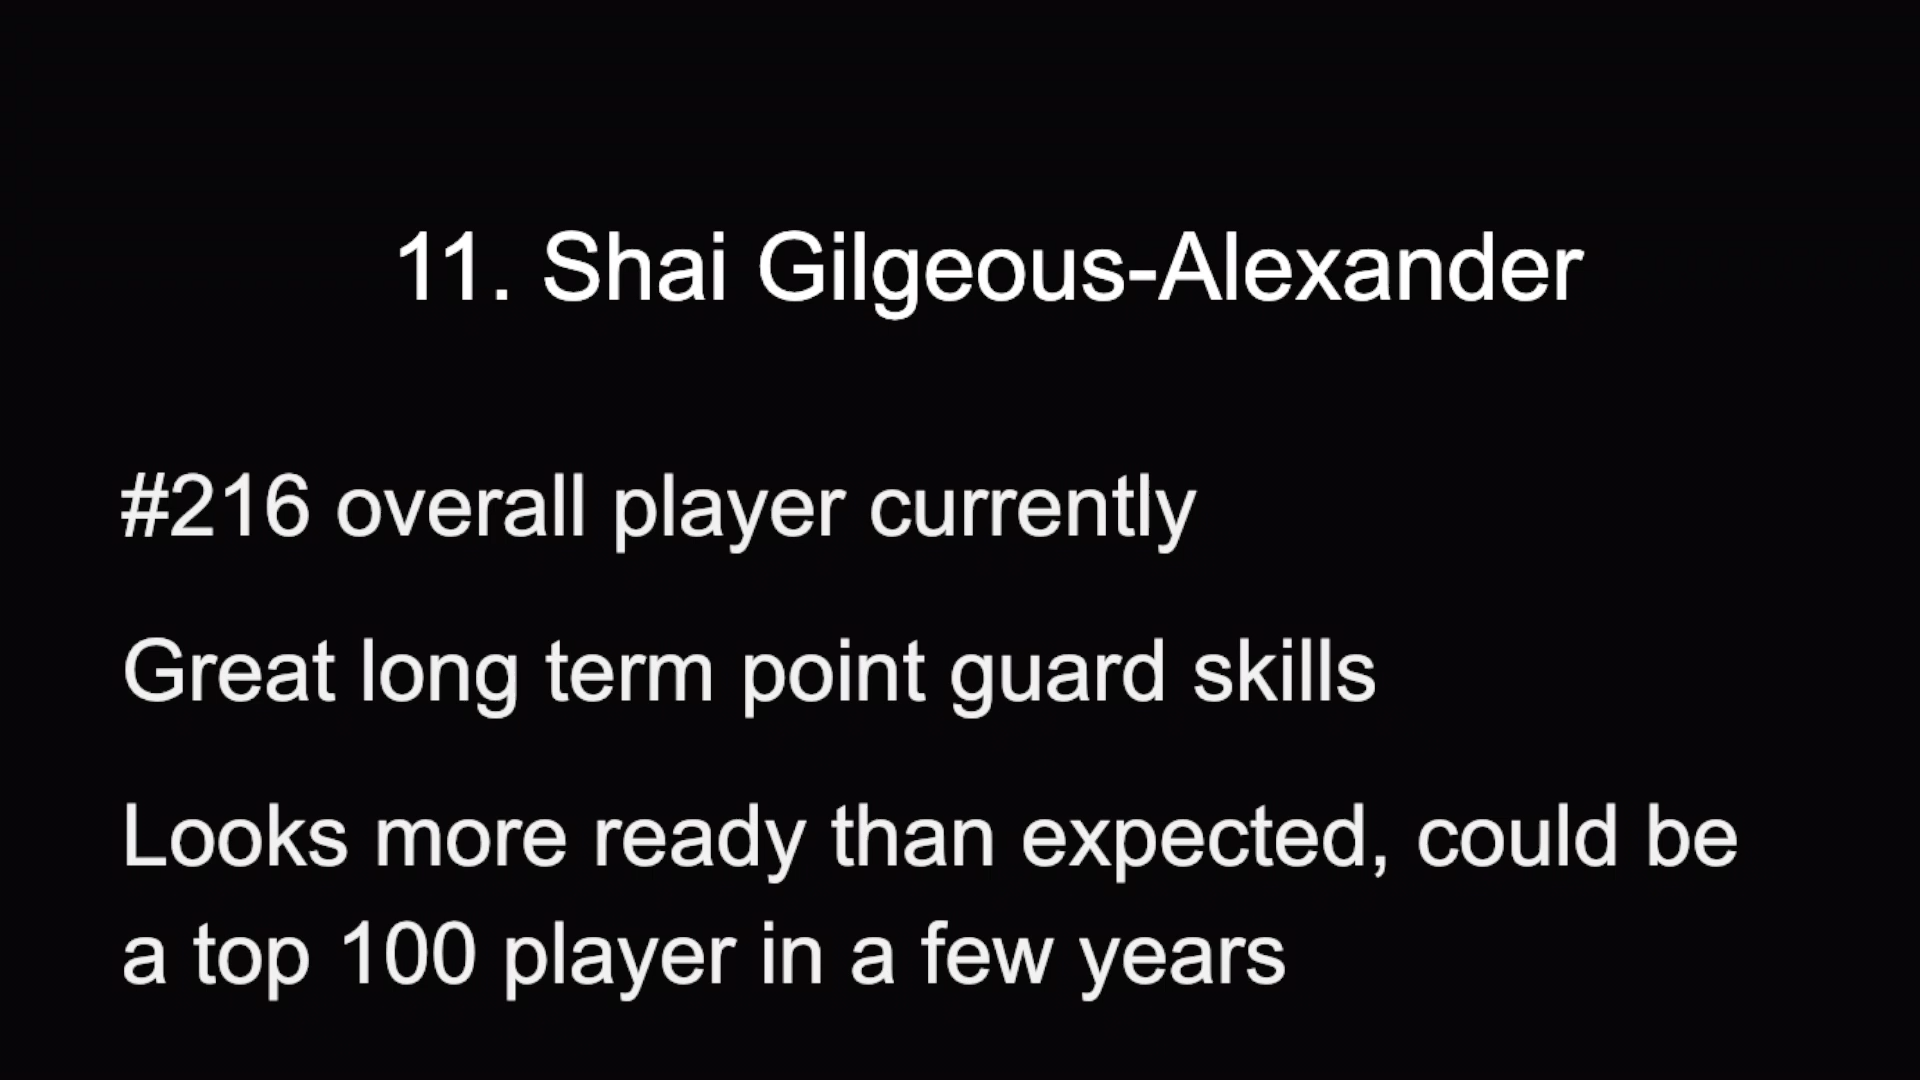 11. Shai Gilgeous-Alexander
#216 overall player currently
Great long term point guard skills
Looks more ready than expected, could be
a top 100 player in a few years